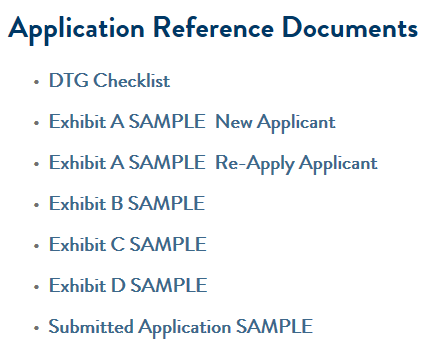 Application Reference Documents
• DTG Checklist
• Exhibit A SAMPLE  New Applicant
• Exhibit A SAMPLE  Re-Apply Applicant
• Exhibit B SAMPLE
• Exhibit C SAMPLE
• Exhibit D SAMPLE
• Submitted Application SAMPLE